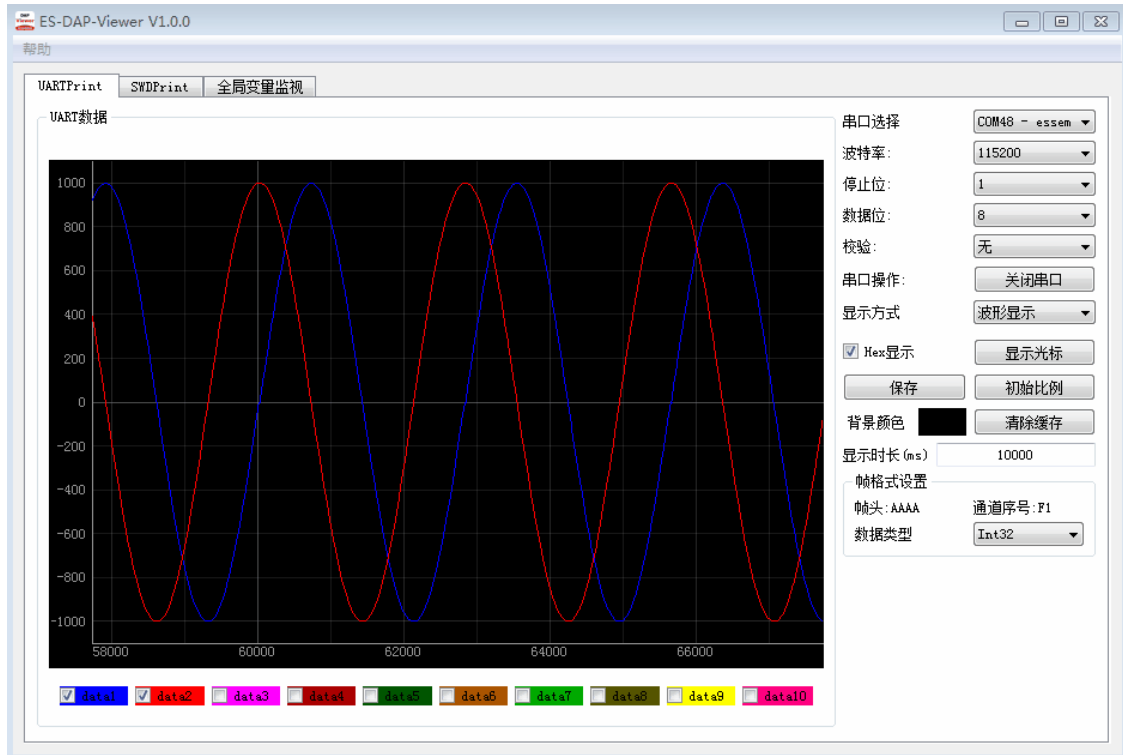 ES-DAP-Viewer V1.0.0
帮助
UARTPrint SWDPrint 全局变量监视
UART数据
1000
800
600
400
200
0
-200
-400
-600
-800
-1000
58000 60000 62000 64000 66000
data1 data2 data3 data4 data5 data6 data7 data8 data9 data10
串口选择 COM48 - essem
波特率: 115200
停止位: 1
数据位: 8
校验: 无
串口操作: 关闭串口
显示方式 波形显示
Hex显示 显示光标
保存 初始比例
背景颜色 清除缓存
显示时长(ms) 10000
帧格式设置
帧头:AAAA 通道序号:F1
数据类型 Int32